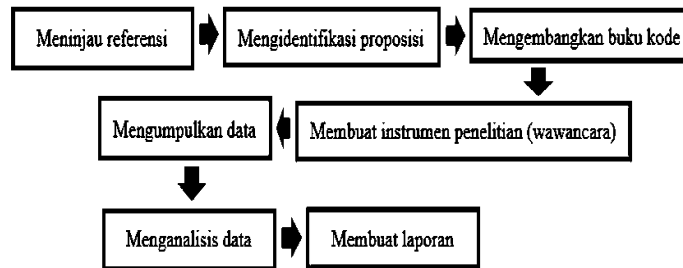 Meninjau referensi
Mengidentifikasi proposisi
Mengembangkan buku kode
Membuat instrumen penelitian (wawancara)
Mengumpulkan data
Menganalisis data
Membuat laporan